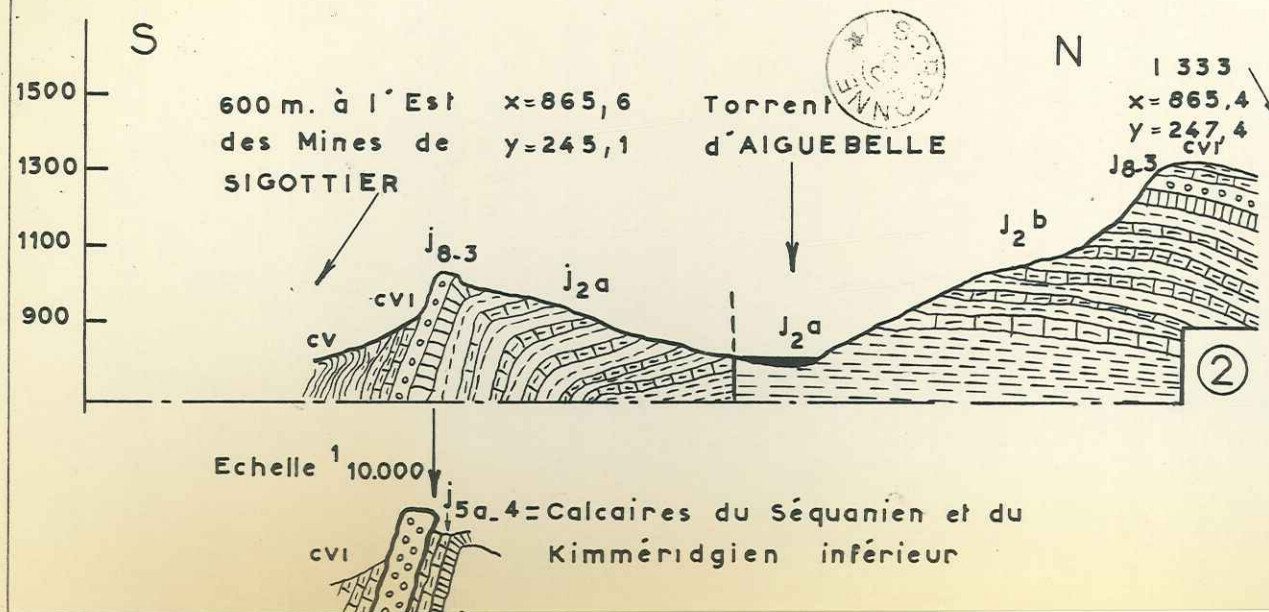 S
N
1500
1300
1100
900
600 m. à l'Est
des Mines de
SIGOTTIER
x=865,6
y=245,1
Torrent
d'AIGUEBELLE
1 333
x=865,4
y=247,4
CVI
J8-3
J2b
j8-3
j2a
CVI
CV
J2a
2
Echelle 1 10.000
j5a-4=Calcaires du Séquanien et du
Kimméridgien inférieur
CVI